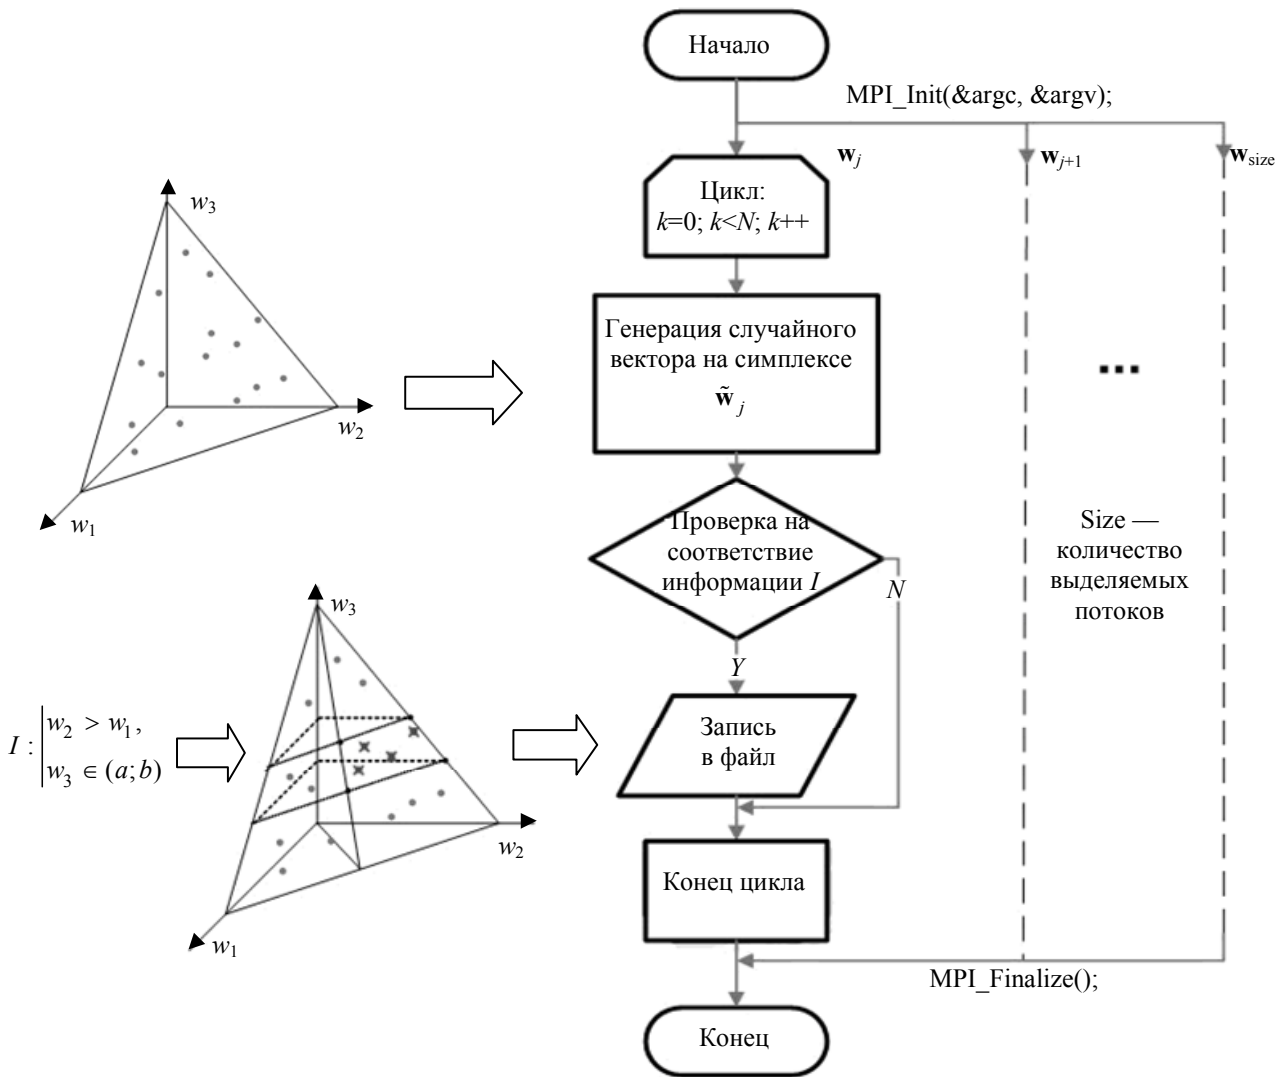 Начало
MPI_Init(&argc, &argv);
w_j
w_{j+1}
w_{size}
Цикл:
k=0; k<N; k++
w_3
w_2
w_1
Генерация случайного
вектора на симплексе
w̃_j
...
Проверка на
соответствие
информации I
N
Y
Size —
количество
выделяемых
потоков
I : w_2 > w_1,
w_3 ∈ (a; b)
w_3
w_2
w_1
Запись
в файл
Конец цикла
MPI_Finalize();
Конец